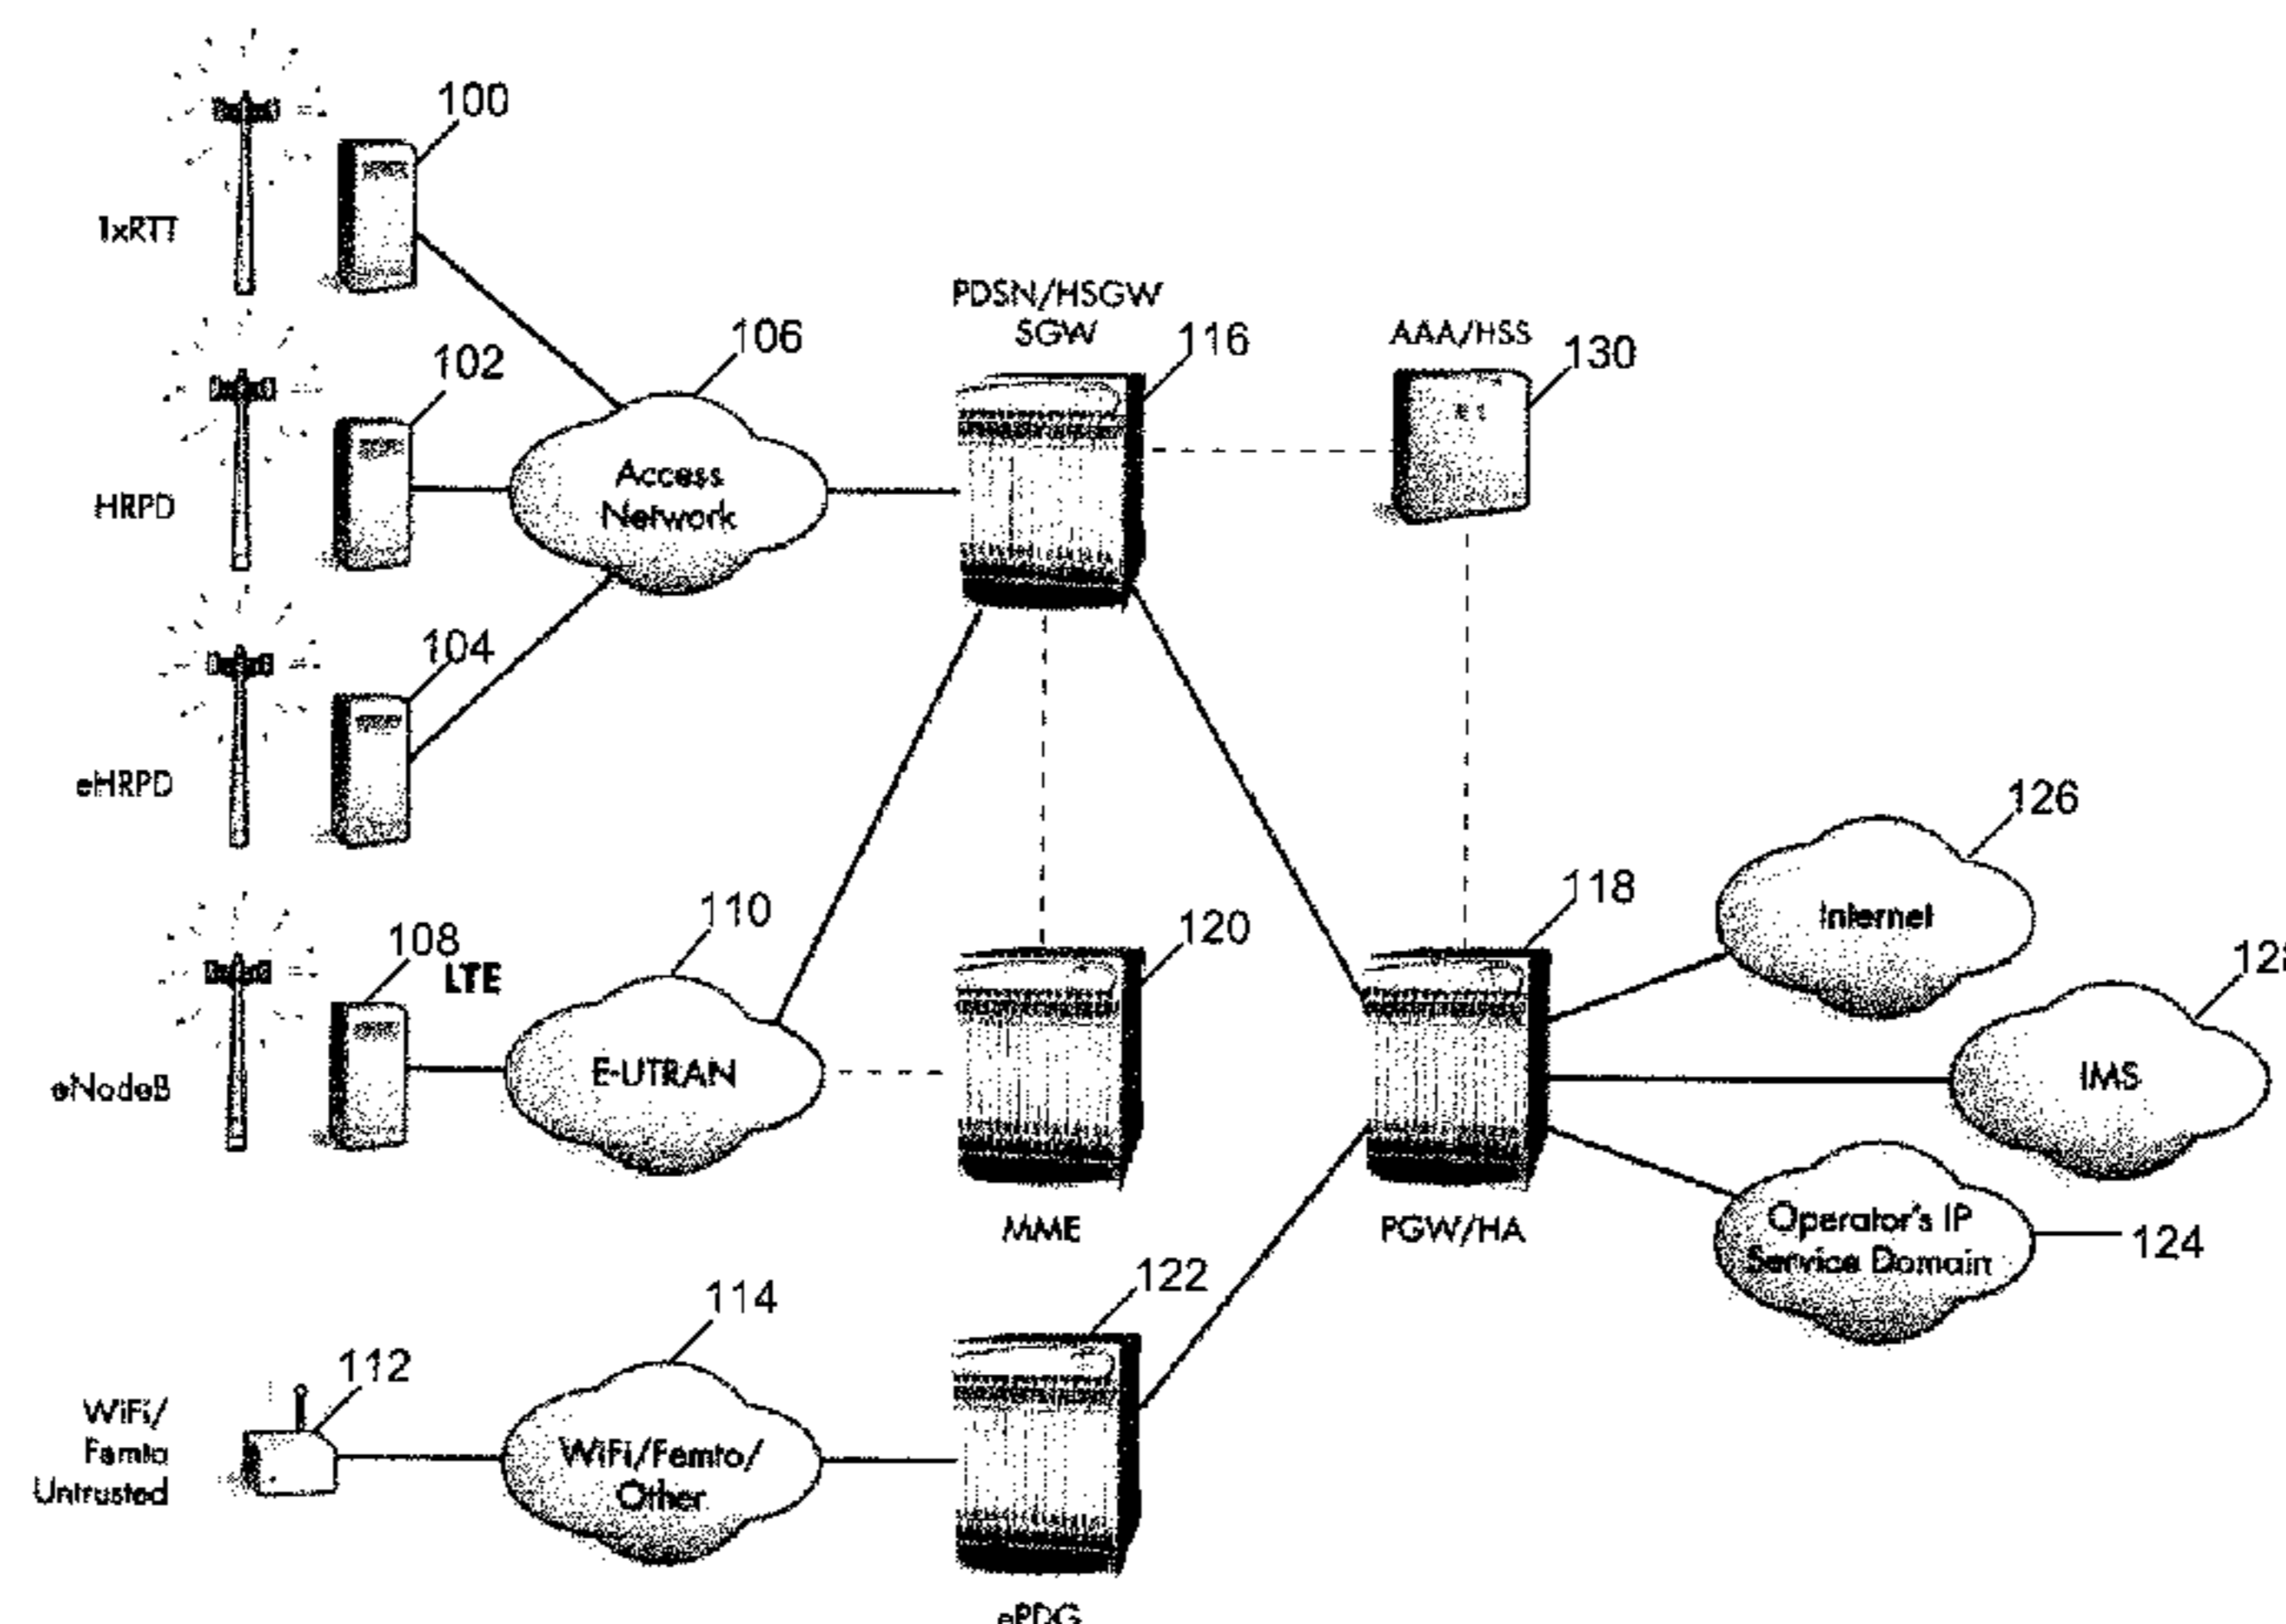 100
1xRTT
PDSN/HSGW
SGW
116
AAA/HSS
130
106
102
HRPD
Access
Network
104
eHRPD
126
Internet
118
110
120
108
LTE
128
eNodeB
E-UTRAN
IMS
MME
PGW/HA
Operator's IP
Service Domain
124
122
114
112
WiFi/
Femto
Untrusted
WiFi/Femto/
Other
ePDG